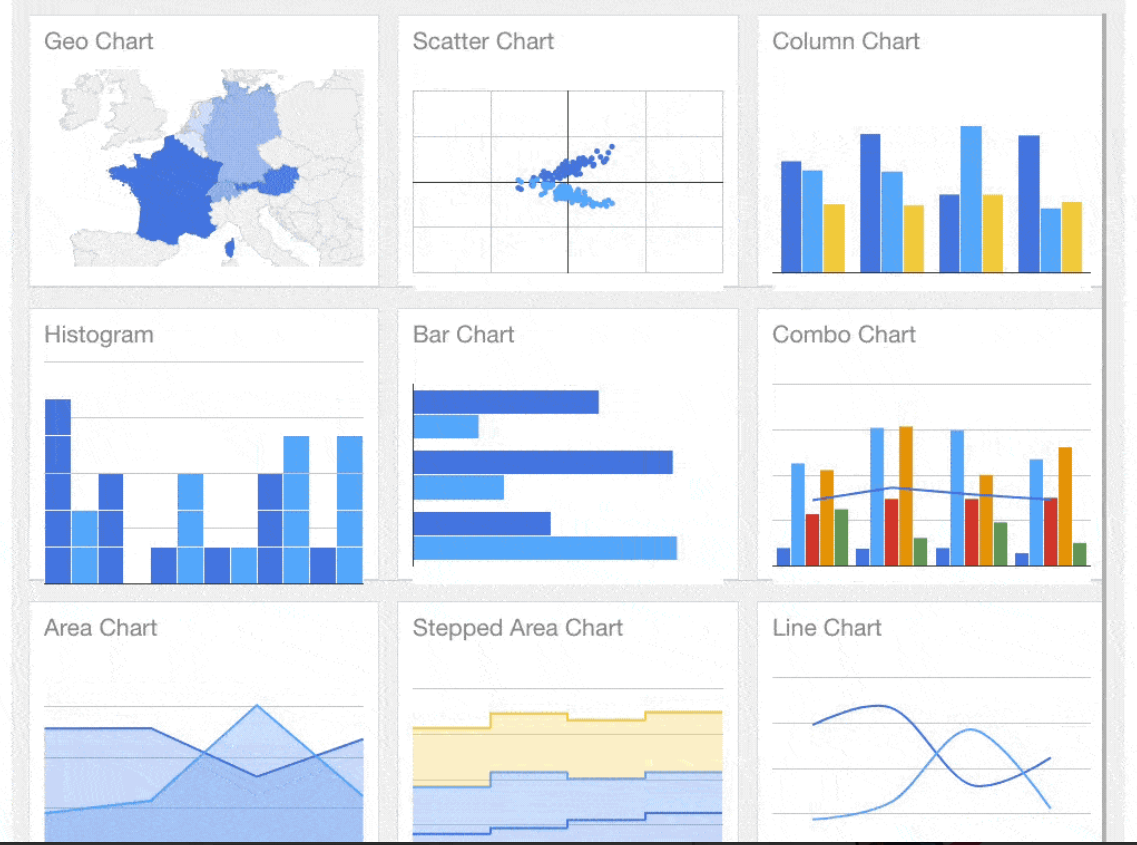 Geo Chart
Scatter Chart
Column Chart
Histogram
Bar Chart
Combo Chart
Area Chart
Stepped Area Chart
Line Chart